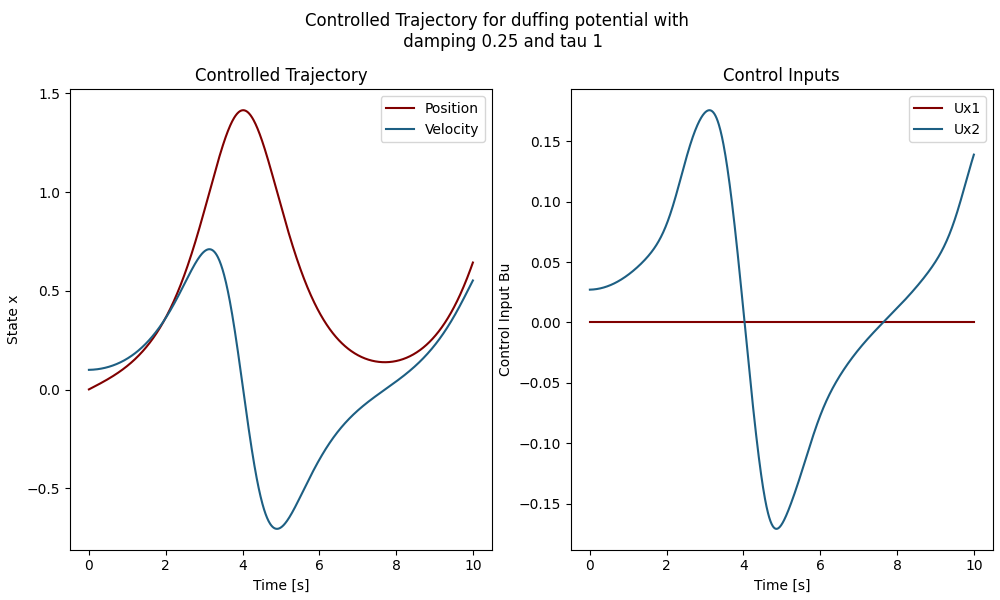 Controlled Trajectory for duffing potential with
damping 0.25 and tau 1
Controlled Trajectory
Position
Velocity
1.5
1.0
0.5
0.0
−0.5
State x
0
2
4
6
8
10
Time [s]
Control Inputs
Ux1
Ux2
0.15
0.10
0.05
0.00
−0.05
−0.10
−0.15
Control Input Bu
0
2
4
6
8
10
Time [s]